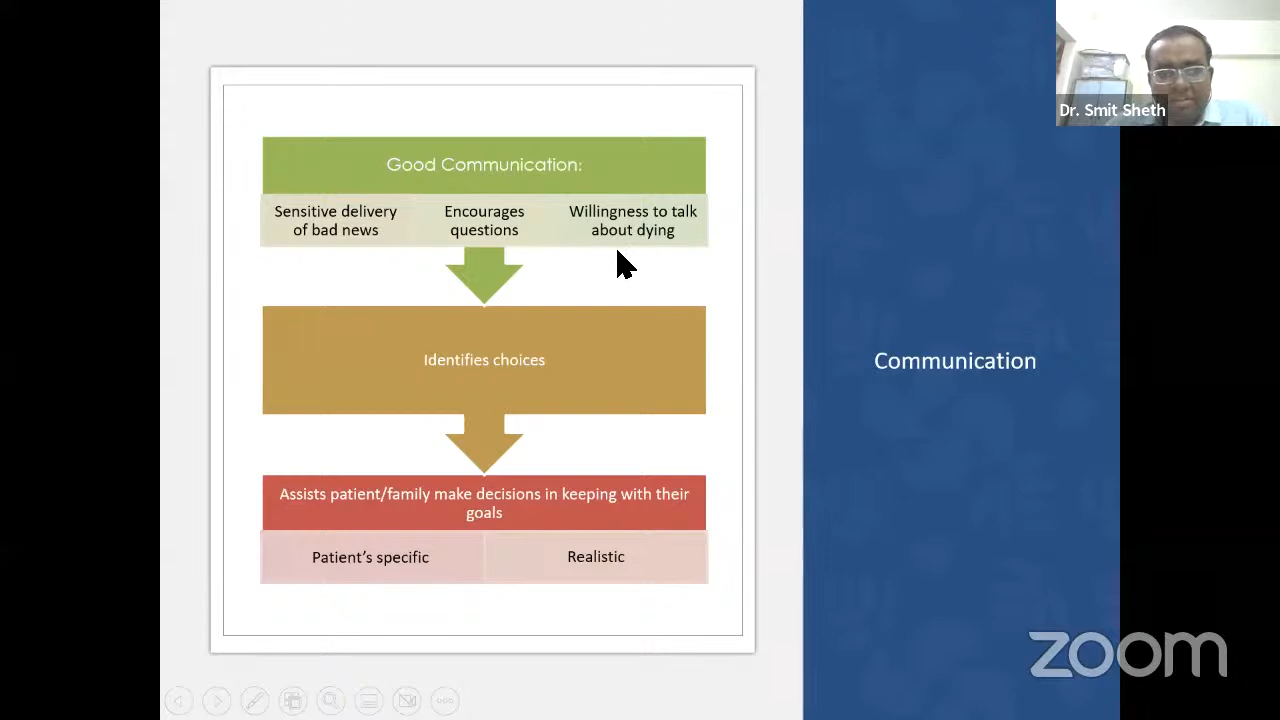 Dr. Smit Sheth
Good Communication:
Sensitive delivery
of bad news
Encourages
questions
Willingness to talk
about dying
Identifies choices
Assists patient/family make decisions in keeping with their
goals
Patient's specific
Realistic
Communication
zoom